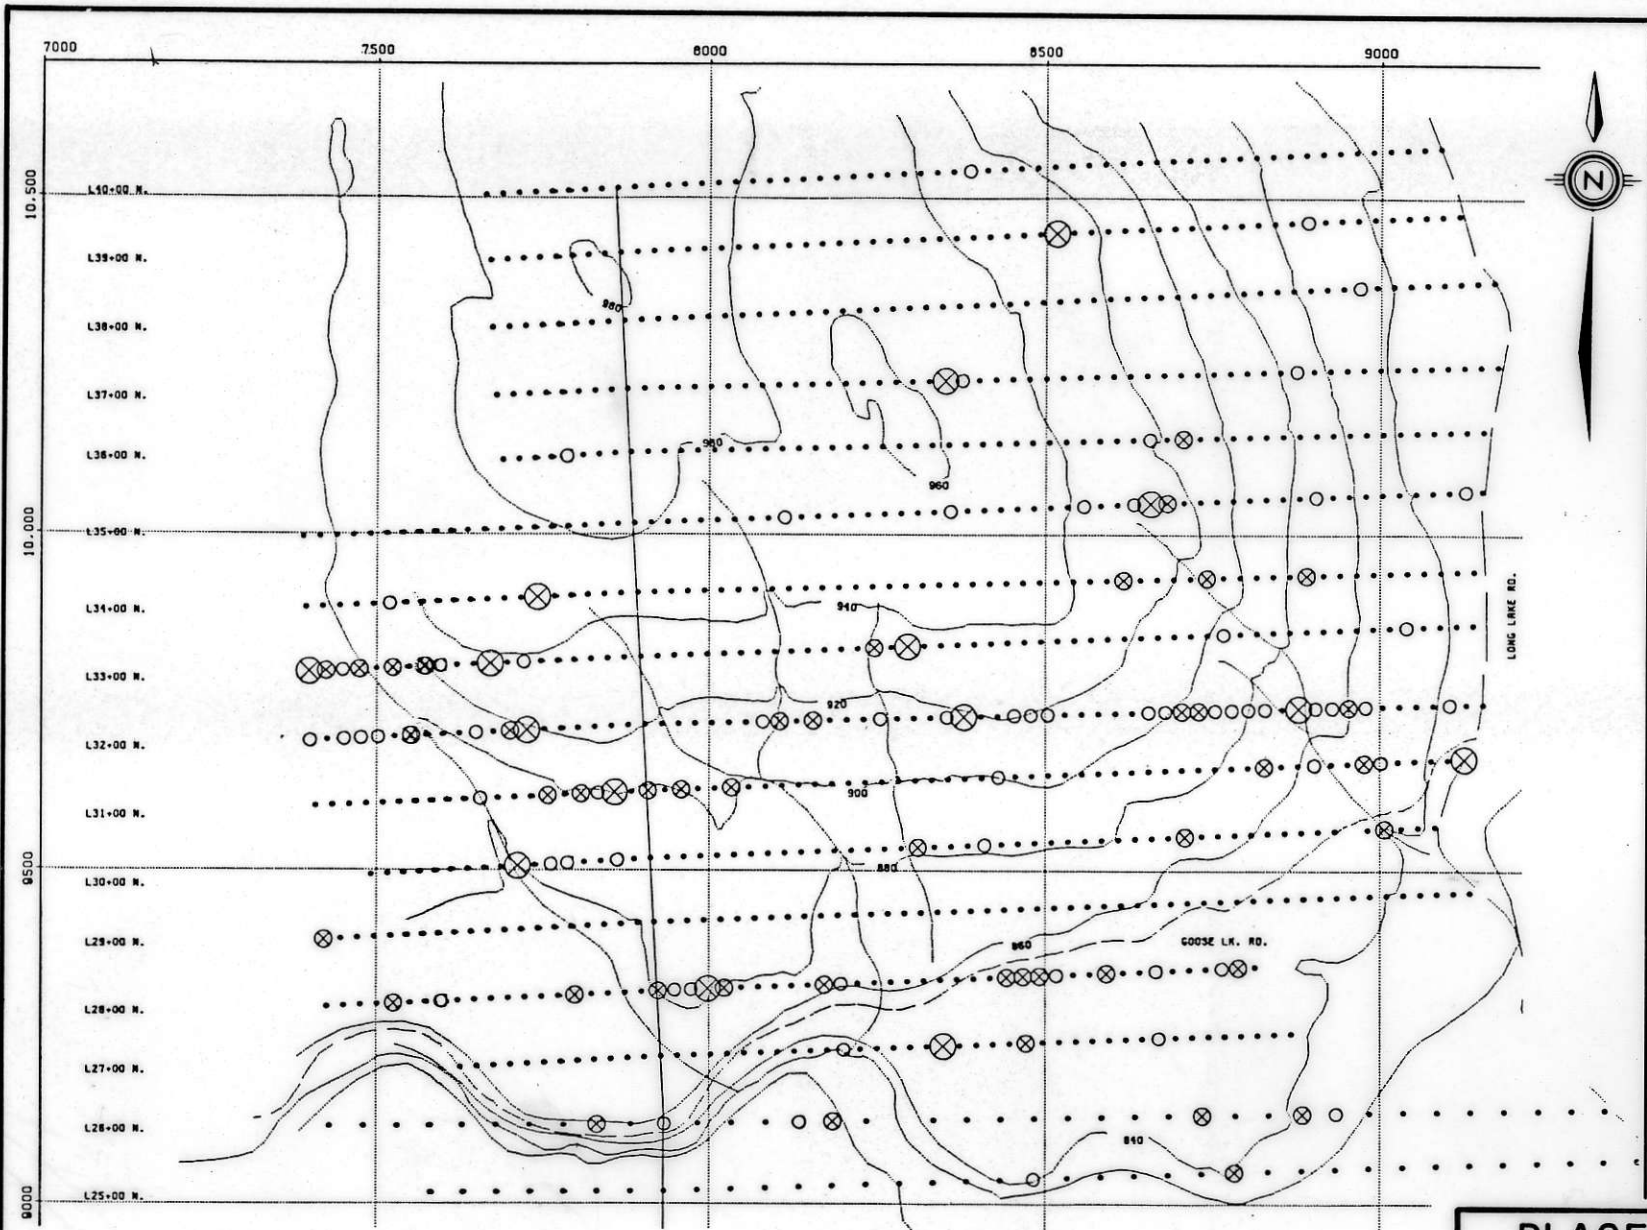 7000 7500 8000 8500 9000
N
10,500
L40+00 N.
L39+00 N.
980
L38+00 N.
L37+00 N.
980
L36+00 N.
960
10,000
L35+00 N.
LONG LAKE RD.
L34+00 N.
940
L33+00 N.
920
L32+00 N.
900
L31+00 N.
9500
880
L30+00 N.
860
GOOSE LK. RD.
L29+00 N.
L28+00 N.
L27+00 N.
L26+00 N.
840
9000
L25+00 N.